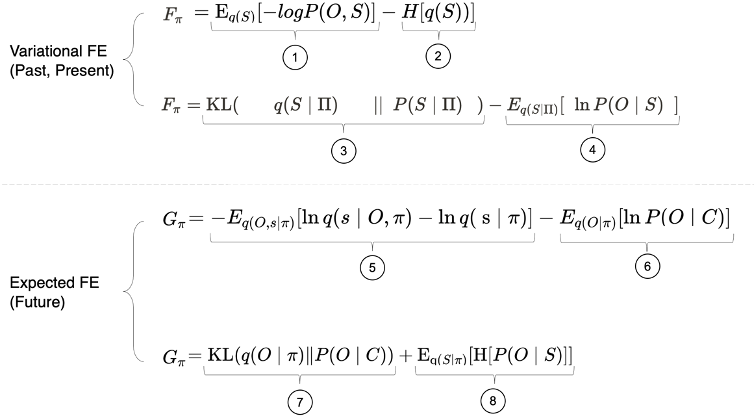 F_π = E_q(S)[−logP(O, S)] − H[q(S))]
1 2
Variational FE
(Past, Present)
F_π = KL( q(S | Π) || P(S | Π) ) − E_q(S|Π)[ ln P(O | S) ]
3 4
G_π = −E_q(O,s|π)[ln q(s | O, π) − ln q( s | π)] − E_q(O|π)[ln P(O | C)]
5 6
Expected FE
(Future)
G_π = KL(q(O | π)‖P(O | C)) + E_q(S|π)[H[P(O | S)]]
7 8